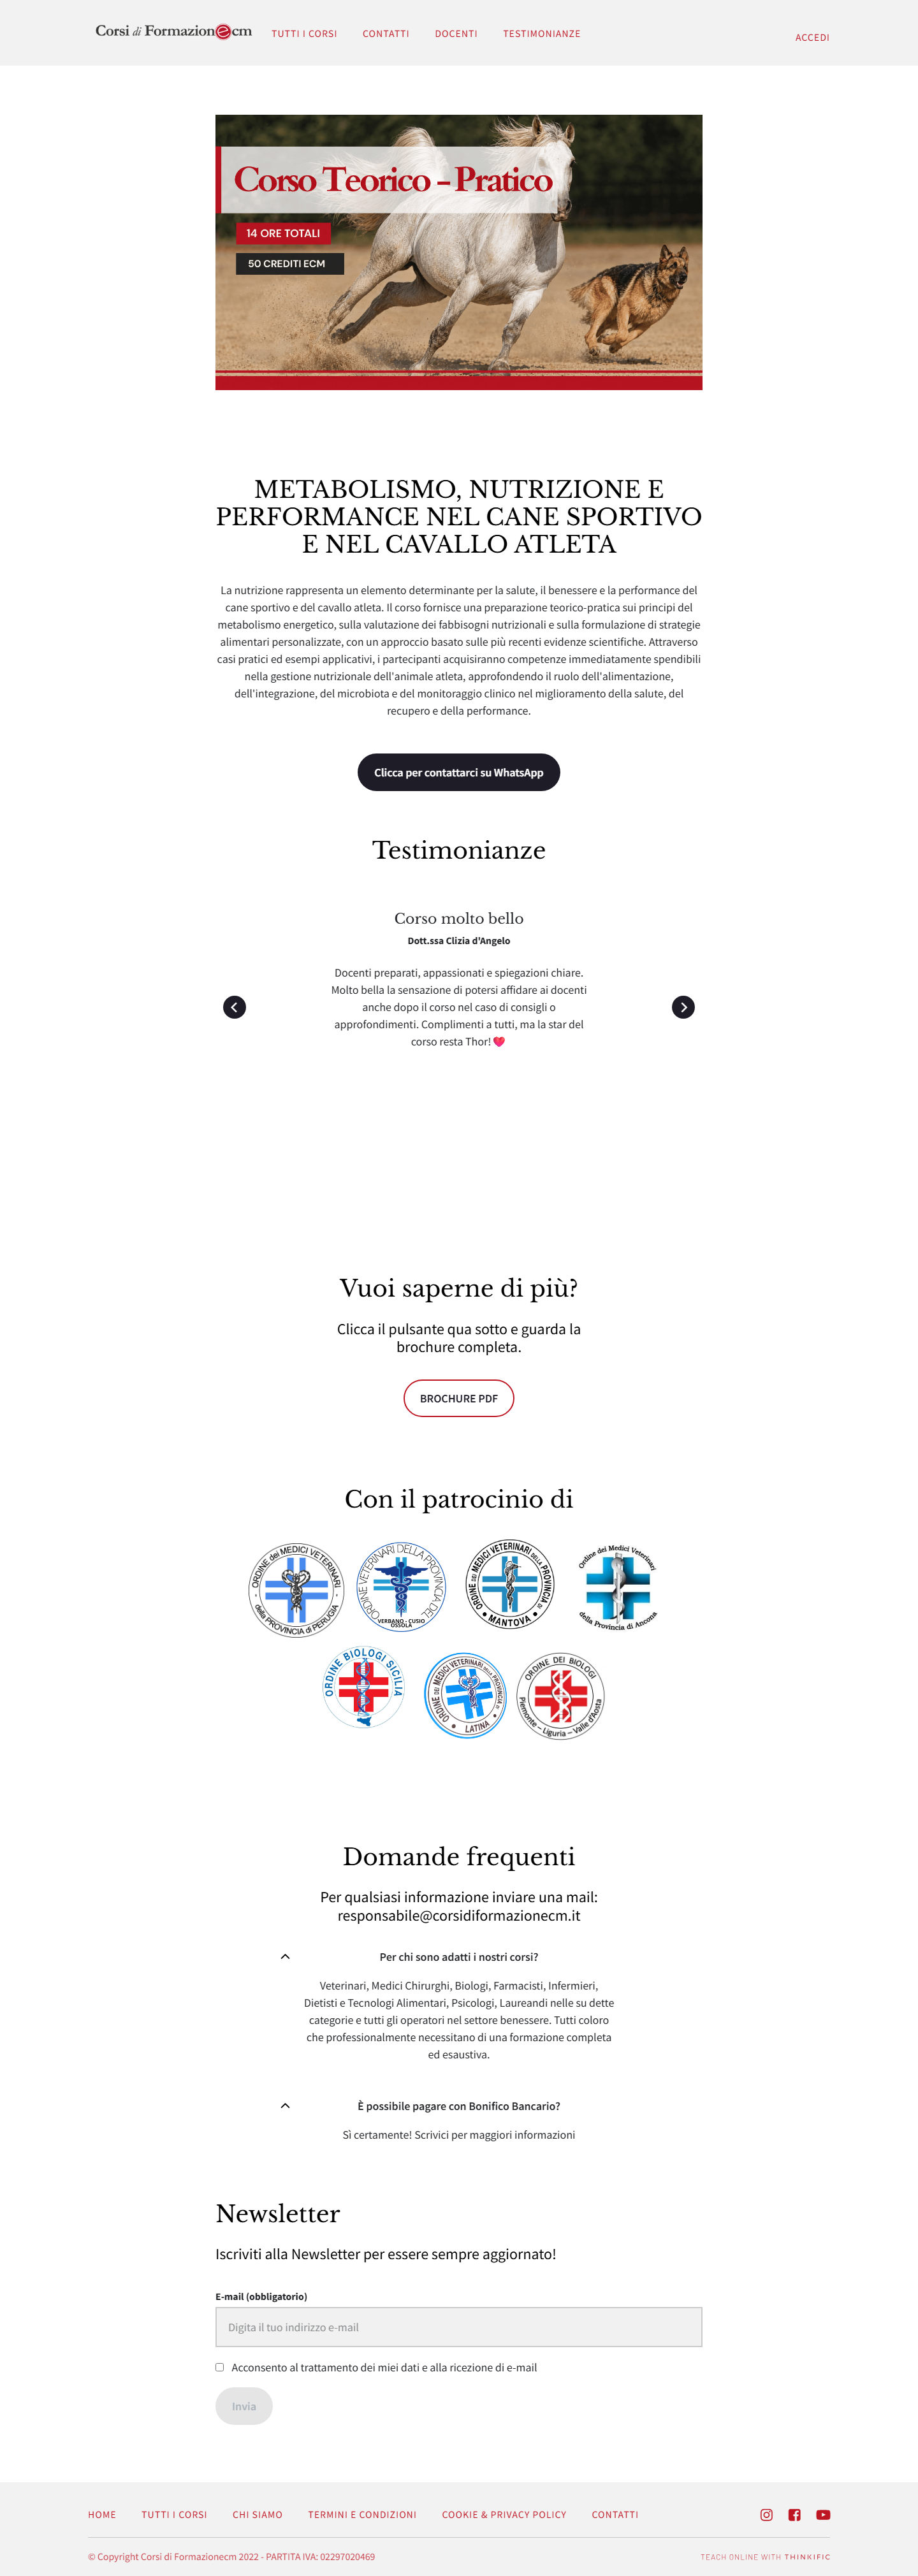 Corsi di Formazionecm
TUTTI I CORSI
CONTATTI
DOCENTI
TESTIMONIANZE
ACCEDI
Corso Teorico - Pratico
14 ORE TOTALI
50 CREDITI ECM
METABOLISMO, NUTRIZIONE E
PERFORMANCE NEL CANE SPORTIVO
E NEL CAVALLO ATLETA
La nutrizione rappresenta un elemento determinante per la salute, il benessere e la performance del
cane sportivo e del cavallo atleta. Il corso fornisce una preparazione teorico-pratica sui principi del
metabolismo energetico, sulla valutazione dei fabbisogni nutrizionali e sulla formulazione di strategie
alimentari personalizzate, con un approccio basato sulle più recenti evidenze scientifiche. Attraverso
casi pratici ed esempi applicativi, i partecipanti acquisiranno competenze immediatamente spendibili
nella gestione nutrizionale dell'animale atleta, approfondendo il ruolo dell'alimentazione,
dell'integrazione, del microbiota e del monitoraggio clinico nel miglioramento della salute, del
recupero e della performance.
Clicca per contattarci su WhatsApp
Testimonianze
Corso molto bello
Dott.ssa Clizia d'Angelo
Docenti preparati, appassionati e spiegazioni chiare.
Molto bella la sensazione di potersi affidare ai docenti
anche dopo il corso nel caso di consigli o
approfondimenti. Complimenti a tutti, ma la star del
corso resta Thor!
Vuoi saperne di più?
Clicca il pulsante qua sotto e guarda la
brochure completa.
BROCHURE PDF
Con il patrocinio di
ORDINE dei MEDICI VETERINARI della PROVINCIA di PERUGIA
ORDINE VETERINARI DELLA PROVINCIA DEL VERBANO - CUSIO OSSOLA
ORDINE DEI MEDICI VETERINARI DELLA PROVINCIA DI MANTOVA
Ordine dei Medici Veterinari della Provincia di Ancona
ORDINE BIOLOGI SICILIA
ORDINE DEI MEDICI VETERINARI DELLA PROVINCIA DI LATINA
ORDINE DEI BIOLOGI Piemonte – Liguria – Valle d'Aosta
Domande frequenti
Per qualsiasi informazione inviare una mail:
responsabile@corsidiformazionecm.it
Per chi sono adatti i nostri corsi?
Veterinari, Medici Chirurghi, Biologi, Farmacisti, Infermieri,
Dietisti e Tecnologi Alimentari, Psicologi, Laureandi nelle su dette
categorie e tutti gli operatori nel settore benessere. Tutti coloro
che professionalmente necessitano di una formazione completa
ed esaustiva.
È possibile pagare con Bonifico Bancario?
Sì certamente! Scrivici per maggiori informazioni
Newsletter
Iscriviti alla Newsletter per essere sempre aggiornato!
E-mail (obbligatorio)
Digita il tuo indirizzo e-mail
Acconsento al trattamento dei miei dati e alla ricezione di e-mail
Invia
HOME
TUTTI I CORSI
CHI SIAMO
TERMINI E CONDIZIONI
COOKIE & PRIVACY POLICY
CONTATTI
© Copyright Corsi di Formazionecm 2022 - PARTITA IVA: 02297020469
TEACH ONLINE WITH THINKIFIC